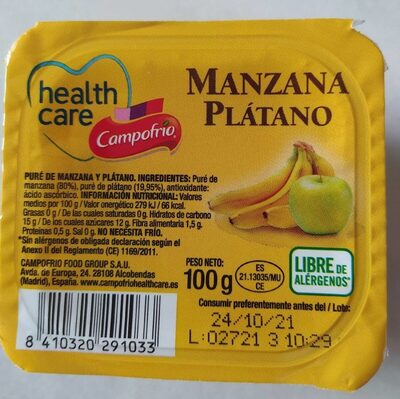 health
care
Campofrío
MANZANA
PLÁTANO
PURÉ DE MANZANA Y PLÁTANO. INGREDIENTES: Puré de
manzana (80%), puré de plátano (19,95%), antioxidante:
ácido ascórbico. INFORMACIÓN NUTRICIONAL: Valores
medios por 100 g / Valor energético 279 KJ / 66 kcal.
Grasas 0 g / De las cuales saturadas 0 g. Hidratos de carbono
15 g / De los cuales azúcares 12 g. Fibra alimentaria 1,5 g.
Proteínas 0,5 g. Sal 0 g. NO NECESITA FRÍO.
*Sin alérgenos de obligada declaración según el
Anexo II del Reglamento (CE) 1169/2011.
CAMPOFRIO FOOD GROUP S.A.U.
Avda. de Europa, 24. 28108 Alcobendas
(Madrid), España. www.campofriohealthcare.es
PESO NETO:
100 g
ES
21.13035/MU
CE
LIBRE DE
ALÉRGENOS*
Consumir preferentemente antes del / Lote:
24/10/21
L:02721 3 10:29
8 410320 291033